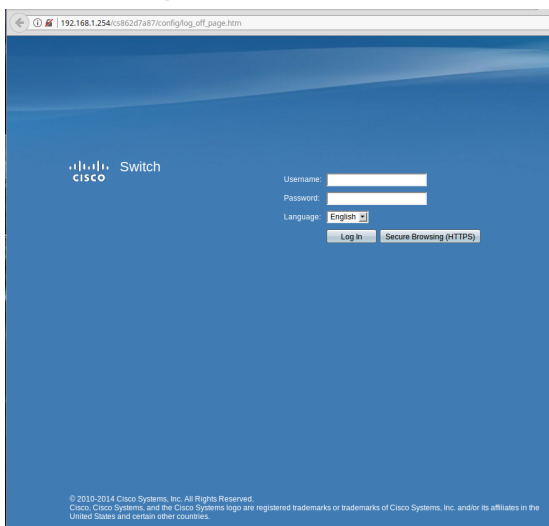 192.168.1.254/cs862d7a87/config/log_off_page.htm
CISCO
Switch
Username:
Password:
Language: English
Log In Secure Browsing (HTTPS)
© 2010-2014 Cisco Systems, Inc. All Rights Reserved.
Cisco, Cisco Systems, and the Cisco Systems logo are registered trademarks or trademarks of Cisco Systems, Inc. and/or its affiliates in the
United States and certain other countries.